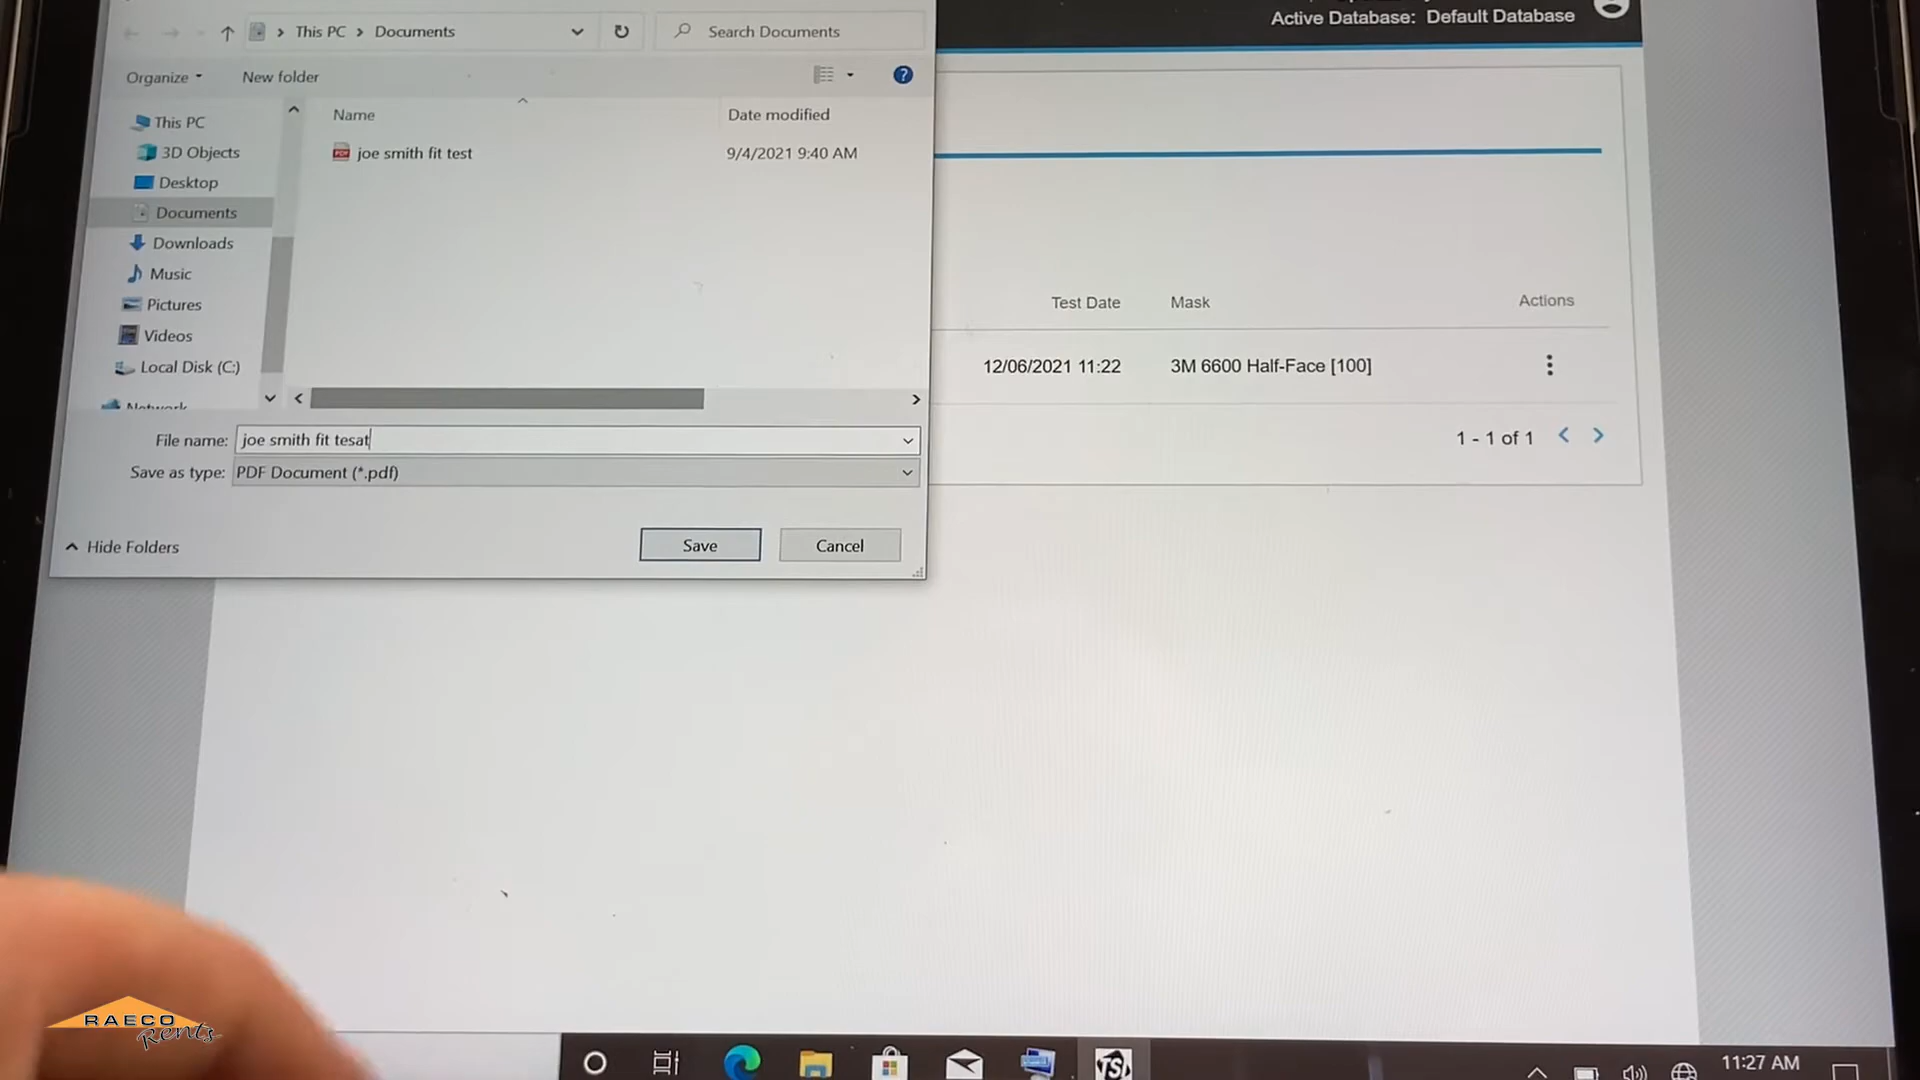 Active Database: Default Database
This PC > Documents
Search Documents
Organize
New folder
?
Name
Date modified
This PC
3D Objects
Desktop
Documents
Downloads
Music
Pictures
Videos
Local Disk (C:)
Network
PDF
joe smith fit test
9/4/2021 9:40 AM
File name: joe smith fit tesat
Save as type: PDF Document (*.pdf)
Hide Folders
Save
Cancel
Test Date
Mask
Actions
12/06/2021 11:22
3M 6600 Half-Face [100]
1 - 1 of 1
RAECO
Rents
TSI
11:27 AM